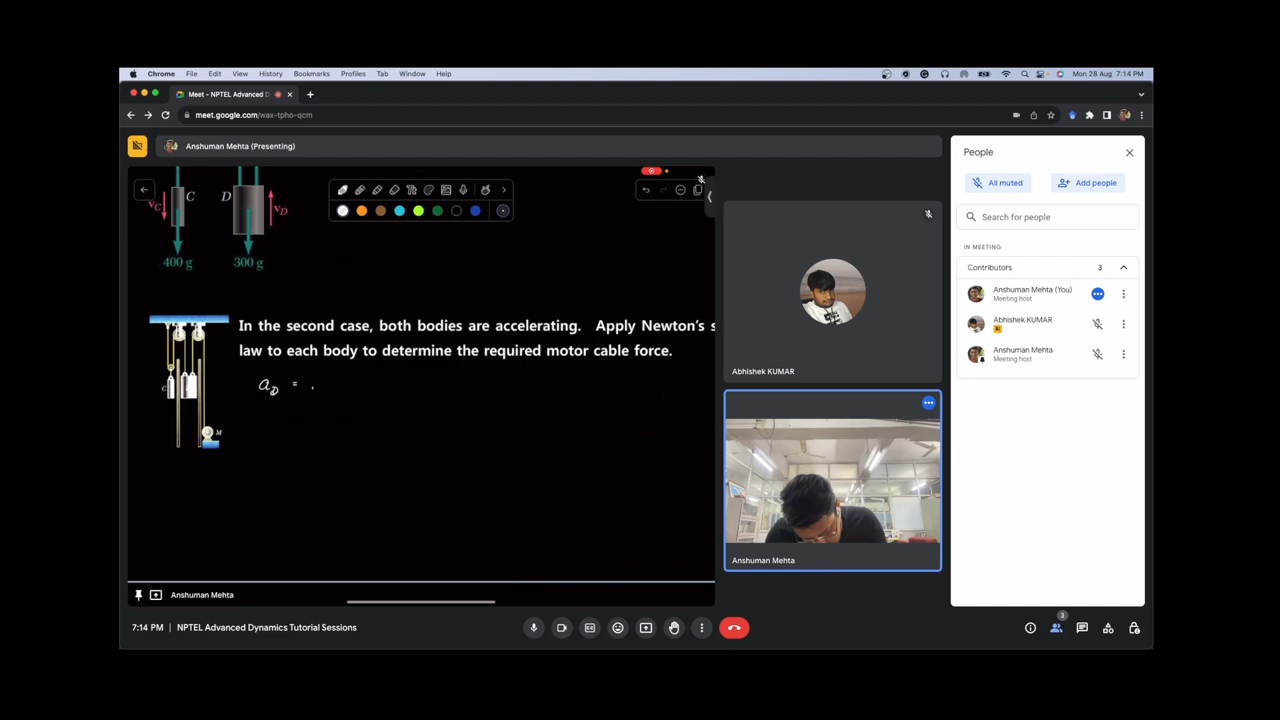 Chrome File Edit View History Bookmarks Profiles Tab Window Help Mon 28 Aug 7:14 PM
Meet – NPTEL Advanced D
meet.google.com/wax-tpho-qcm
Anshuman Mehta (Presenting)
People
All muted
Add people
Search for people
IN MEETING
Contributors 3
Anshuman Mehta (You)
Meeting host
Abhishek KUMAR
Anshuman Mehta
Meeting host
vC C D vD
400 g 300 g
In the second case, both bodies are accelerating. Apply Newton's s
law to each body to determine the required motor cable force.
aD = .
C
M
Abhishek KUMAR
Anshuman Mehta
Anshuman Mehta
7:14 PM | NPTEL Advanced Dynamics Tutorial Sessions
3